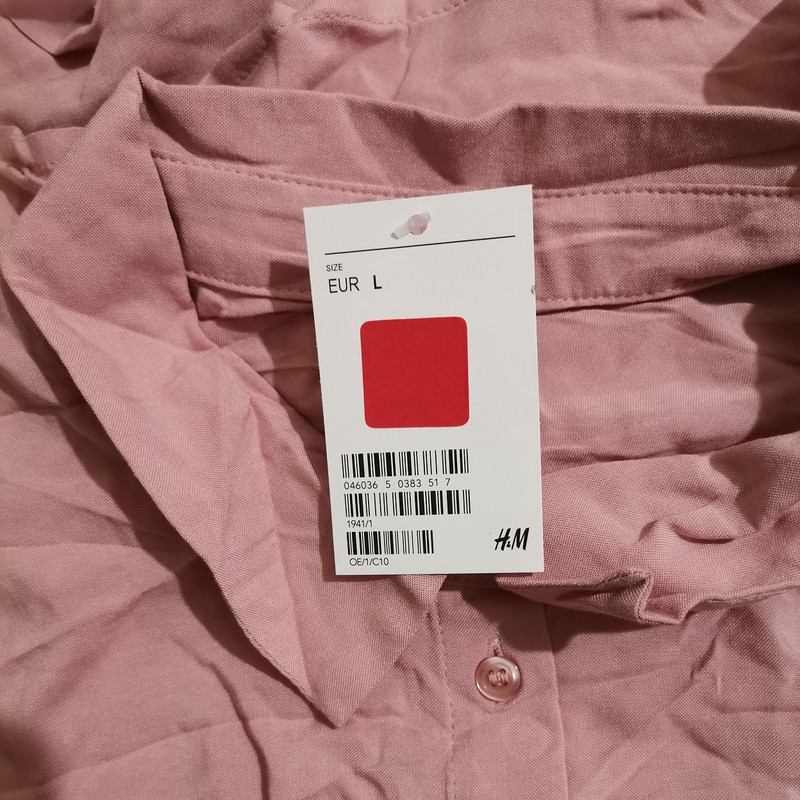 SIZE
EUR L
046036 5 0383 51 7
1941/1
OE/1/C10
H&M